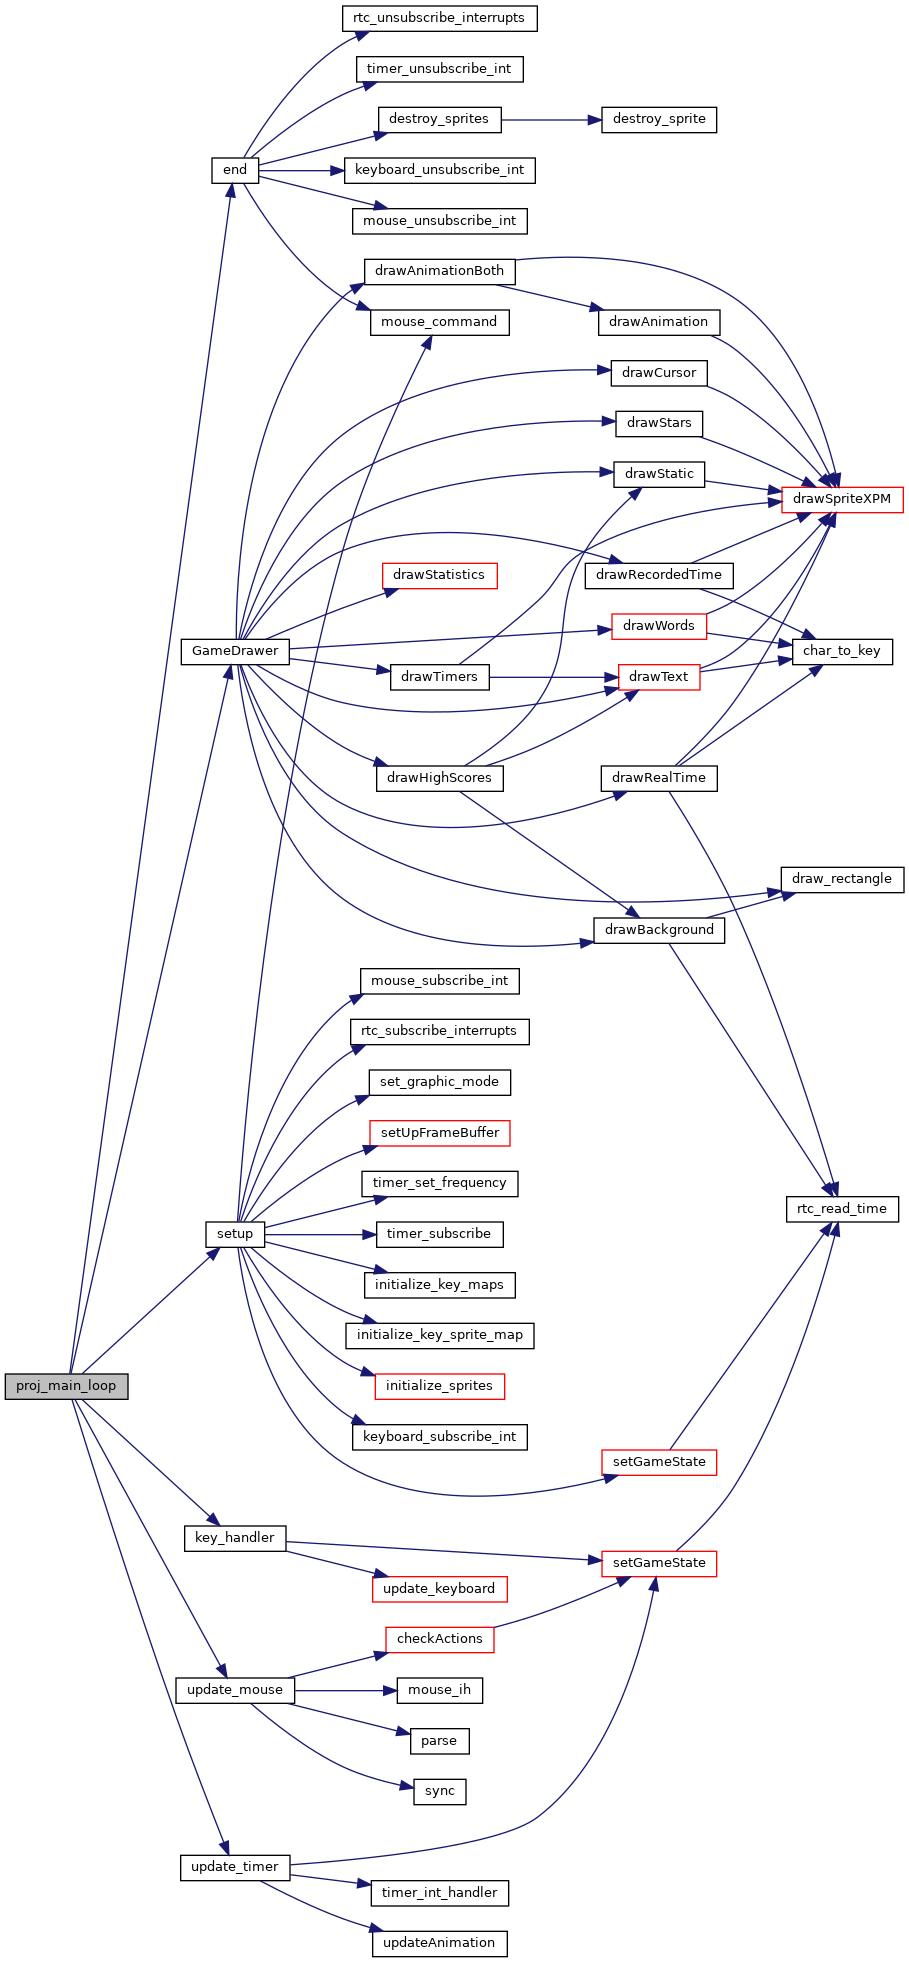 rtc_unsubscribe_interrupts
timer_unsubscribe_int
destroy_sprites
destroy_sprite
end
keyboard_unsubscribe_int
mouse_unsubscribe_int
drawAnimationBoth
mouse_command
drawAnimation
drawCursor
drawStars
drawStatic
drawSpriteXPM
drawStatistics
drawRecordedTime
drawWords
GameDrawer
char_to_key
drawTimers
drawText
drawHighScores
drawRealTime
draw_rectangle
drawBackground
mouse_subscribe_int
rtc_subscribe_interrupts
set_graphic_mode
setUpFrameBuffer
timer_set_frequency
rtc_read_time
setup
timer_subscribe
initialize_key_maps
initialize_key_sprite_map
proj_main_loop
initialize_sprites
keyboard_subscribe_int
setGameState
key_handler
setGameState
update_keyboard
checkActions
update_mouse
mouse_ih
parse
sync
update_timer
timer_int_handler
updateAnimation